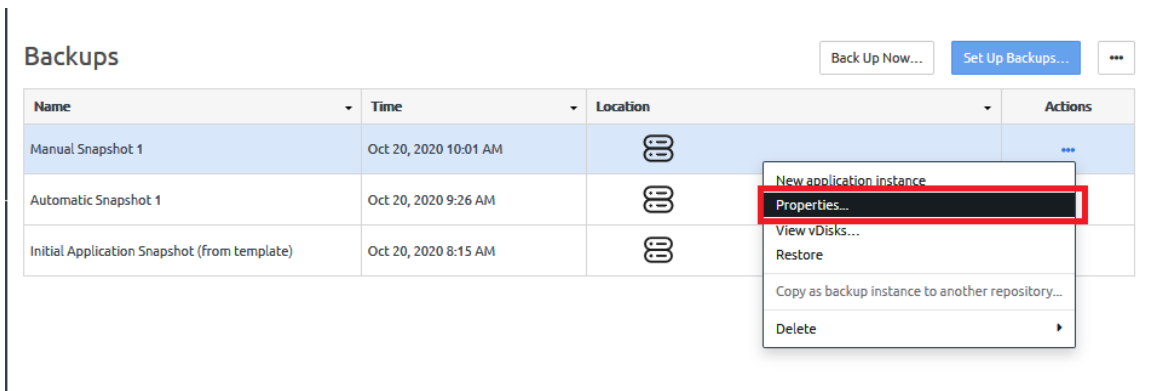 Backups
Back Up Now...
Set Up Backups...
•••
Name
Time
Location
Actions
Manual Snapshot 1
Oct 20, 2020 10:01 AM
•••
Automatic Snapshot 1
Oct 20, 2020 9:26 AM
Initial Application Snapshot (from template)
Oct 20, 2020 8:15 AM
New application instance
Properties...
View vDisks...
Restore
Copy as backup instance to another repository...
Delete